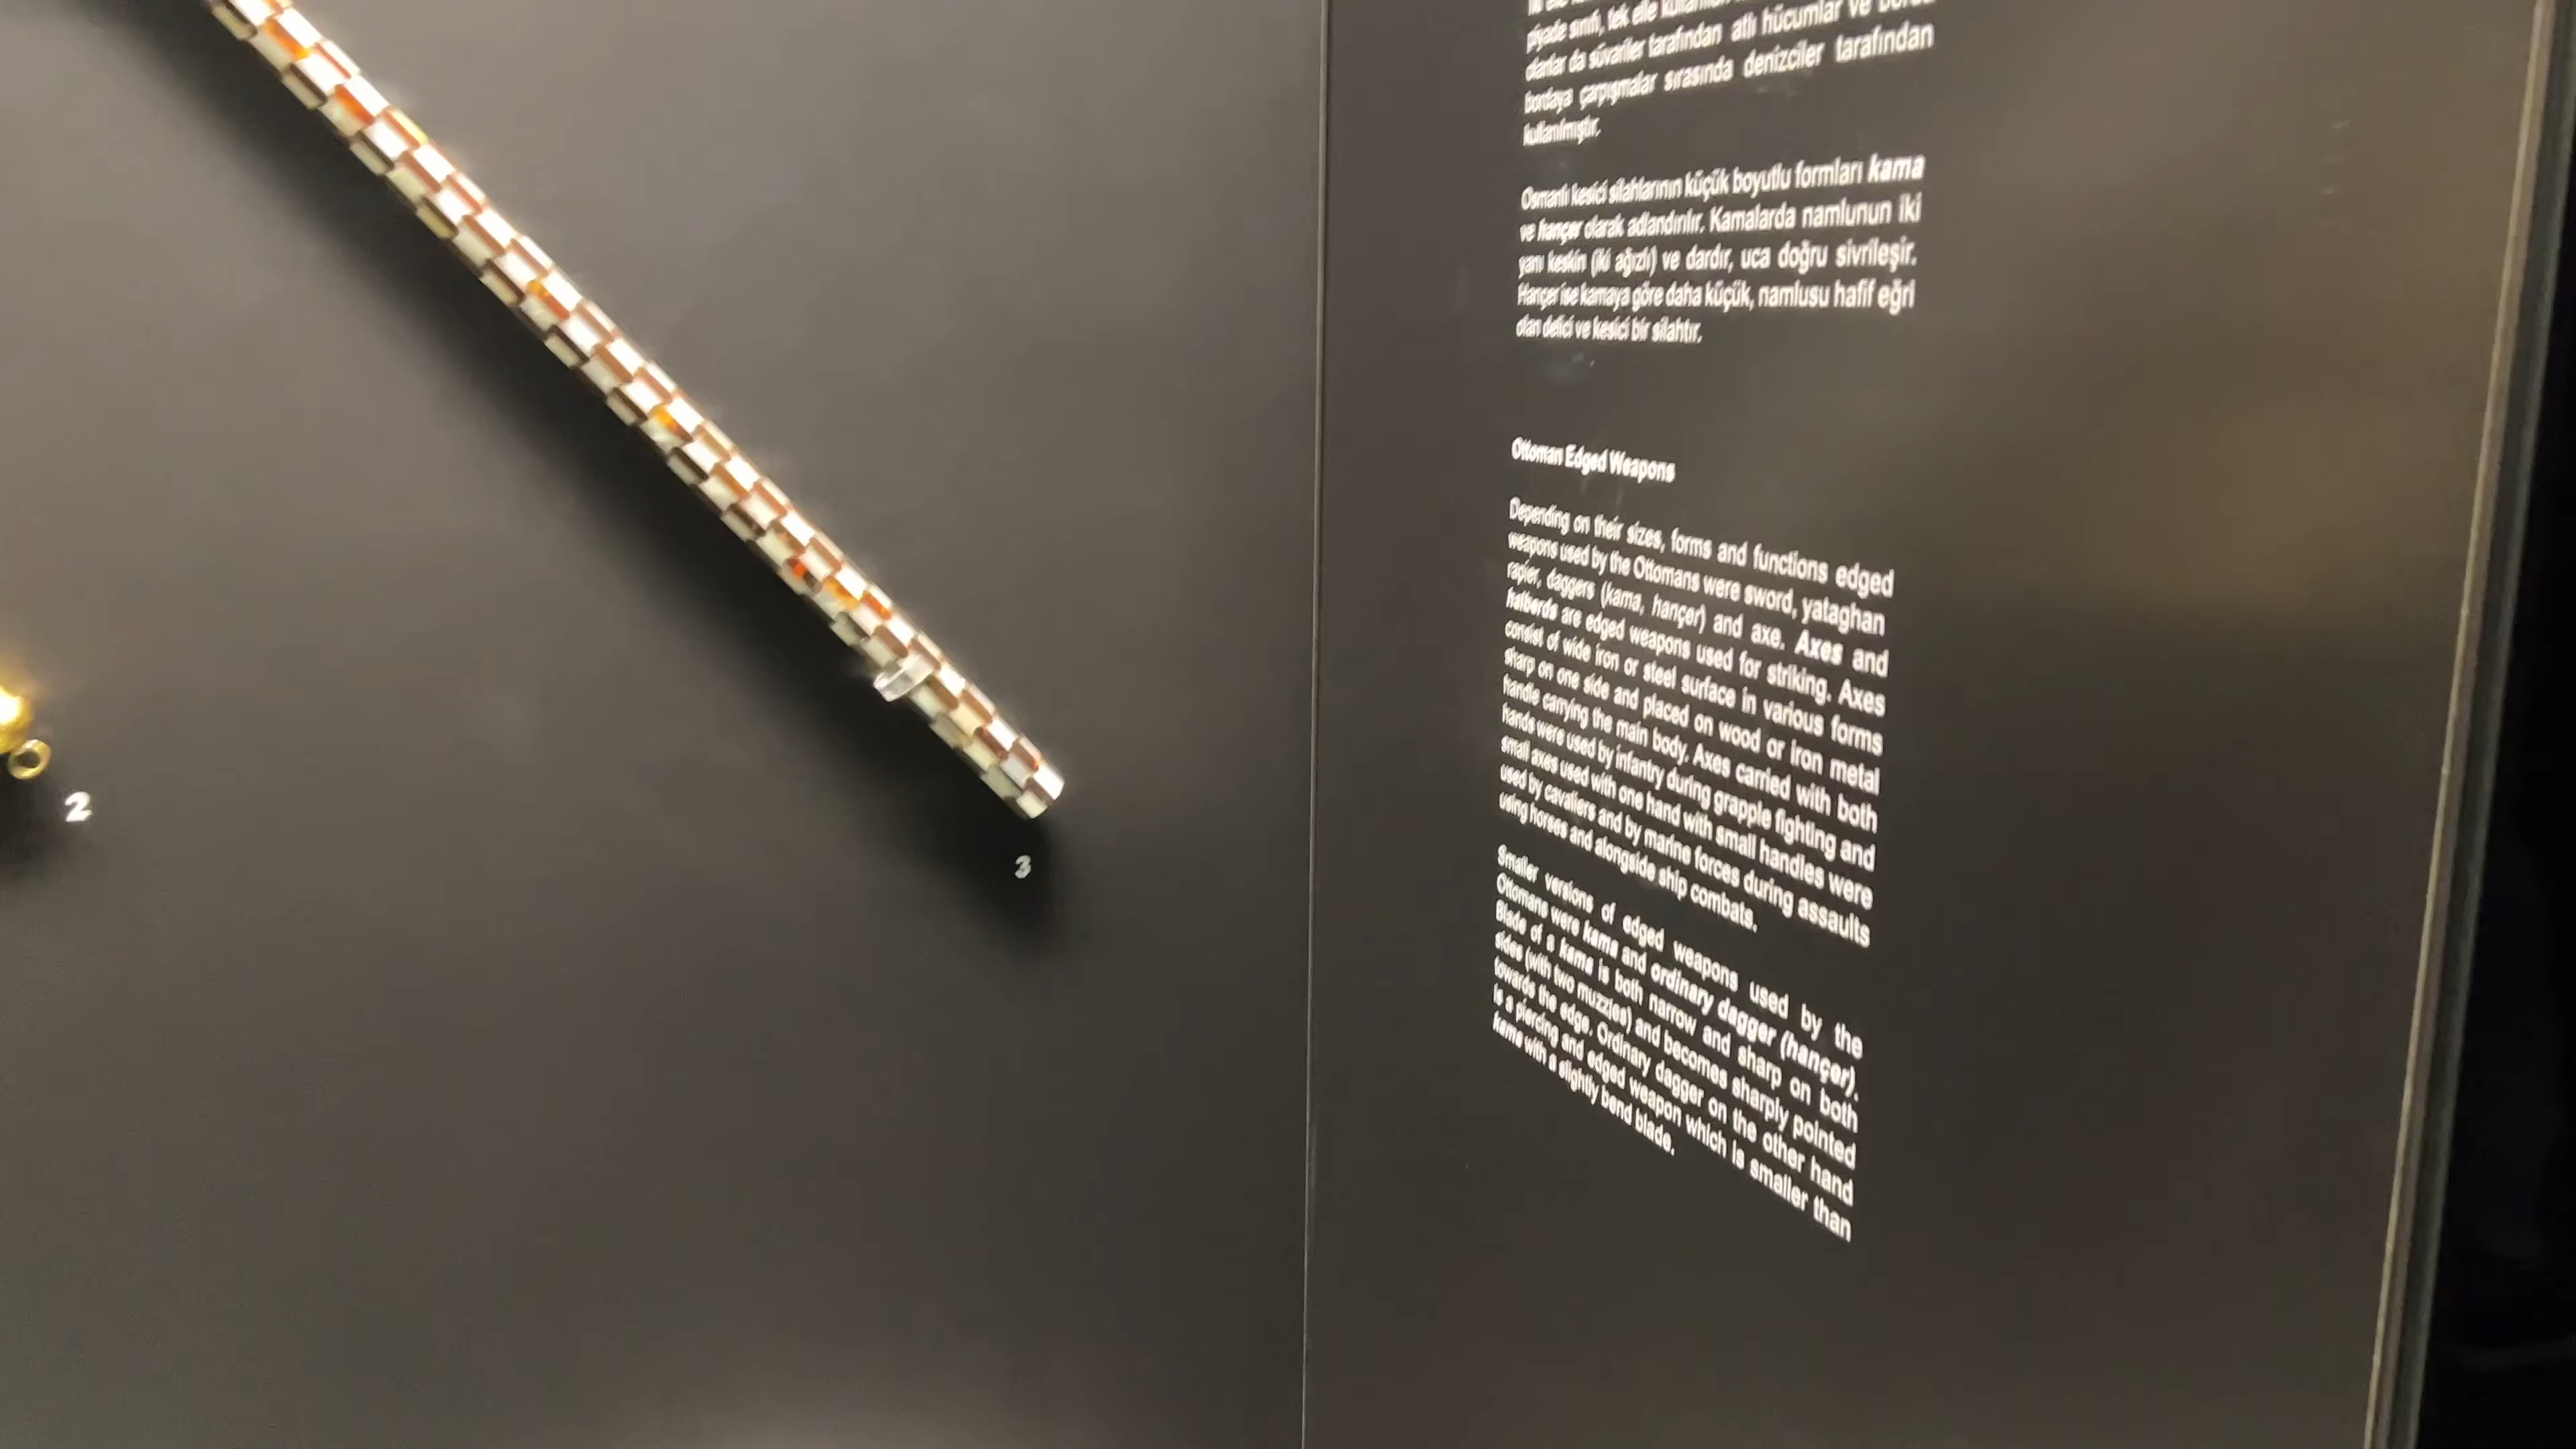 piyade sınıfı, tek elle
olanlar da süvariler tarafından atlı hücumlar ve
bordaya çarpışmalar sırasında denizciler tarafından
kullanılmıştır.
Osmanlı kesici silahlarının küçük boyutlu formları kama
ve hançer olarak adlandırılır. Kamalarda namlunun iki
yanı keskin (iki ağızlı) ve dardır, uca doğru sivrileşir.
Hançer ise kamaya göre daha küçük, namlusu hafif eğri
olan delici ve kesici bir silahtır.
Ottoman Edged Weapons
Depending on their sizes, forms and functions edged
weapons used by the Ottomans were sword, yataghan
rapier, daggers (kama, hançer) and axe. Axes and
halberds are edged weapons used for striking. Axes
consist of wide iron or steel surface in various forms
sharp on one side and placed on wood or iron metal
handle carrying the main body. Axes carried with both
hands were used by infantry during grapple fighting and
small axes used with one hand with small handles were
used by cavaliers and by marine forces during assaults
using horses and alongside ship combats.
Smaller versions of edged weapons used by the
Ottomans were kama and ordinary dagger (hançer).
Blade of a kama is both narrow and sharp on both
sides (with two muzzles) and becomes sharply pointed
towards the edge. Ordinary dagger on the other hand
is a piercing and edged weapon which is smaller than
kama with a slightly bend blade.
2
3